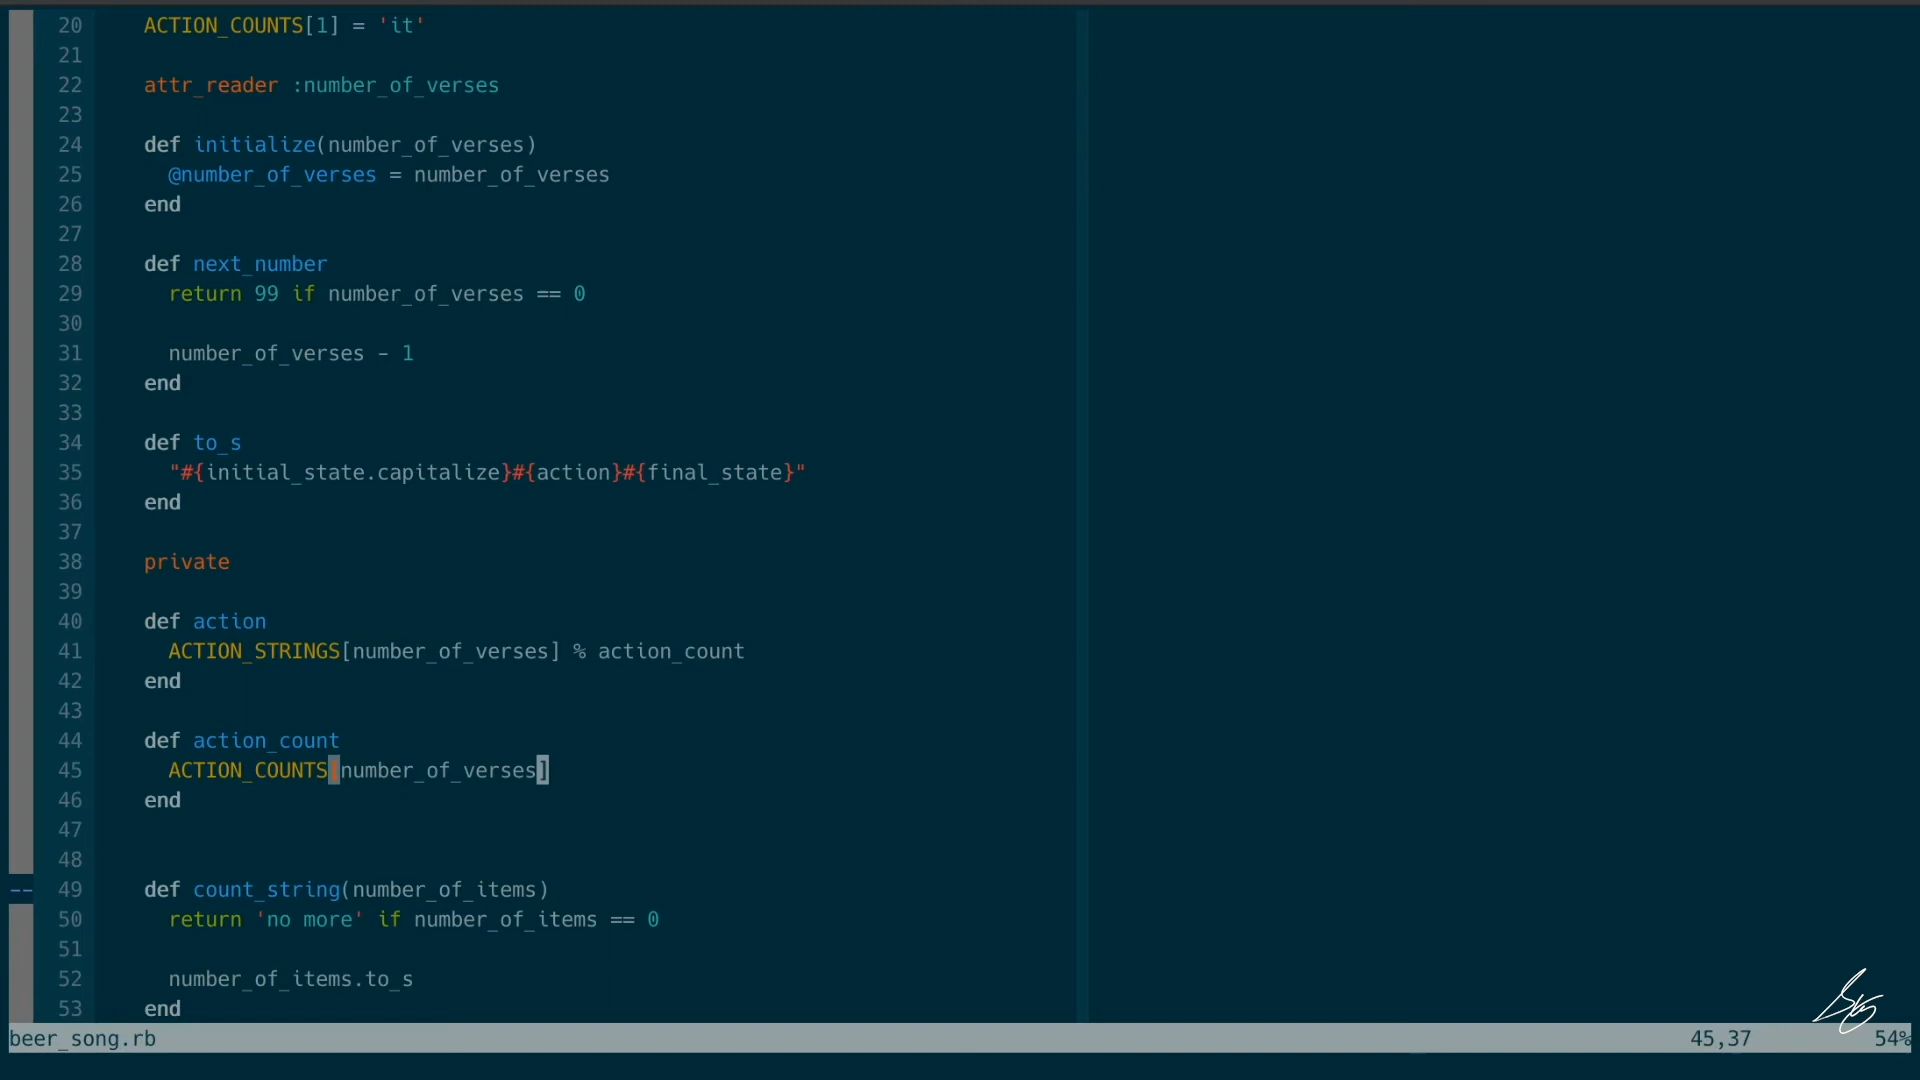 20 ACTION_COUNTS[1] = 'it'
21
22 attr_reader :number_of_verses
23
24 def initialize(number_of_verses)
25 @number_of_verses = number_of_verses
26 end
27
28 def next_number
29 return 99 if number_of_verses == 0
30
31 number_of_verses - 1
32 end
33
34 def to_s
35 "#{initial_state.capitalize}#{action}#{final_state}"
36 end
37
38 private
39
40 def action
41 ACTION_STRINGS[number_of_verses] % action_count
42 end
43
44 def action_count
45 ACTION_COUNTS[number_of_verses]
46 end
47
48
-- 49 def count_string(number_of_items)
50 return 'no more' if number_of_items == 0
51
52 number_of_items.to_s
53 end
beer_song.rb 45,37 54%